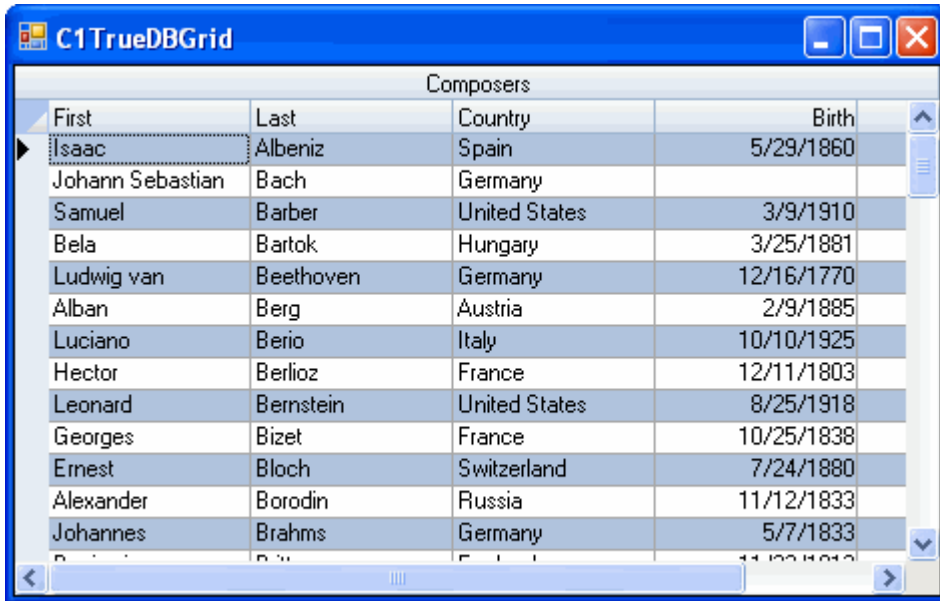 C1TrueDBGrid
Composers
First Last Country Birth
Isaac Albeniz Spain 5/29/1860
Johann Sebastian Bach Germany
Samuel Barber United States 3/9/1910
Bela Bartok Hungary 3/25/1881
Ludwig van Beethoven Germany 12/16/1770
Alban Berg Austria 2/9/1885
Luciano Berio Italy 10/10/1925
Hector Berlioz France 12/11/1803
Leonard Bernstein United States 8/25/1918
Georges Bizet France 10/25/1838
Ernest Bloch Switzerland 7/24/1880
Alexander Borodin Russia 11/12/1833
Johannes Brahms Germany 5/7/1833